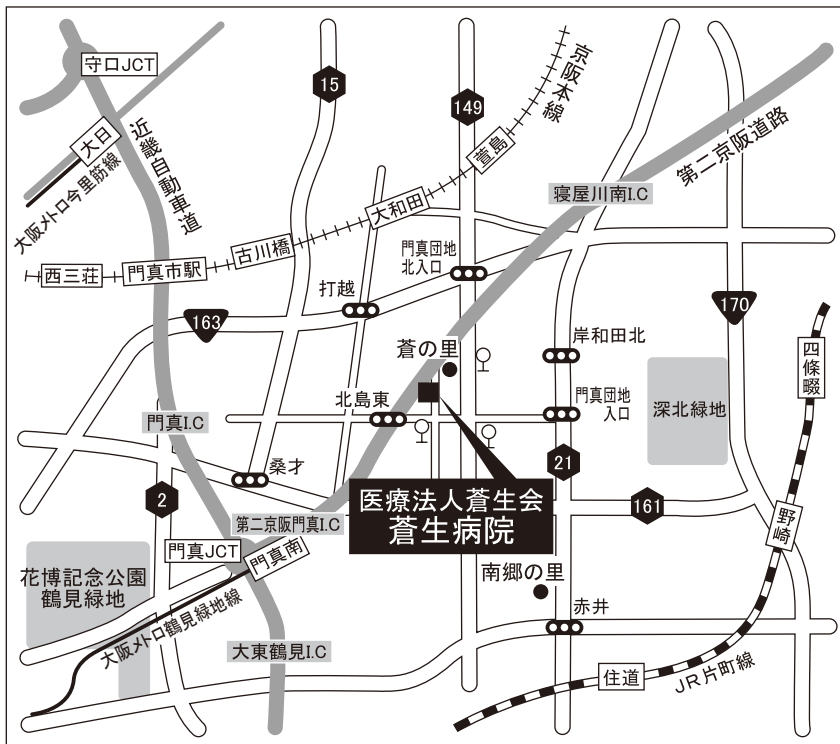 守口JCT
15
149
京阪本線
大日
近畿自動車道
萱島
第二京阪道路
大阪メトロ今里筋線
寝屋川南I.C
大和田
古川橋
門真団地
北入口
西三荘
門真市駅
打越
163
170
蒼の里
岸和田北
四條畷
北島東
門真団地
入口
深北緑地
門真I.C
桑才
21
2
161
医療法人蒼生会
蒼生病院
第二京阪門真I.C
野崎
門真JCT
門真南
花博記念公園
鶴見緑地
南郷の里
赤井
大阪メトロ鶴見緑地線
大東鶴見I.C
住道
JR片町線